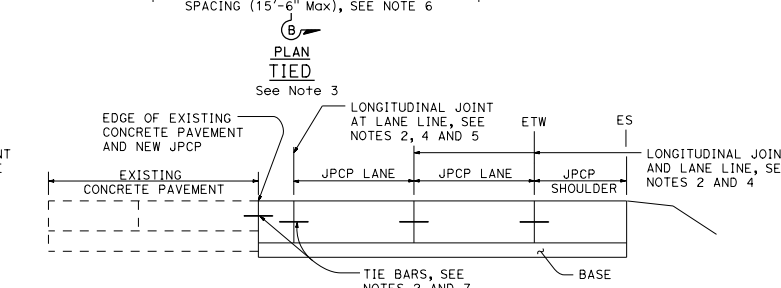 SPACING (15'-6" Max), SEE NOTE 6
B
PLAN
TIED
See Note 3
LONGITUDINAL JOINT
AT LANE LINE, SEE
NOTES 2, 4 AND 5
EDGE OF EXISTING
CONCRETE PAVEMENT
AND NEW JPCP
ETW
ES
LONGITUDINAL JOIN
AND LANE LINE, SE
NOTES 2 AND 4
EXISTING
CONCRETE PAVEMENT
JPCP LANE
JPCP LANE
JPCP
SHOULDER
TIE BARS, SEE
NOTES 2 AND 7
BASE